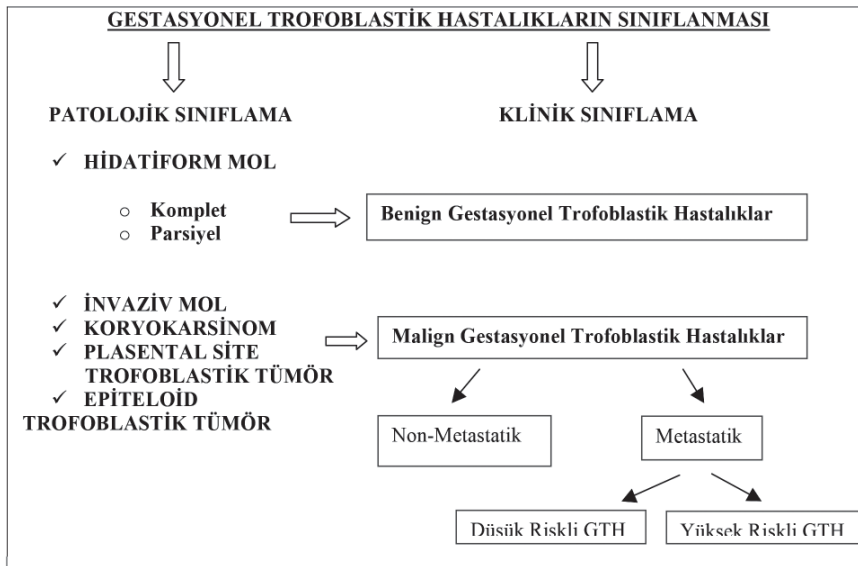 GESTASYONEL TROFOBLASTİK HASTALIKLARIN SINIFLANMASI
PATOLOJİK SINIFLAMA
KLİNİK SINIFLAMA
✓ HİDATİFORM MOL
o Komplet
o Parsiyel
Benign Gestasyonel Trofoblastik Hastalıklar
✓ İNVAZİV MOL
✓ KORYOKARSİNOM
✓ PLASENTAL SİTE
TROFOBLASTİK TÜMÖR
✓ EPİTELOİD
TROFOBLASTİK TÜMÖR
Malign Gestasyonel Trofoblastik Hastalıklar
Non-Metastatik
Metastatik
Düşük Riskli GTH
Yüksek Riskli GTH